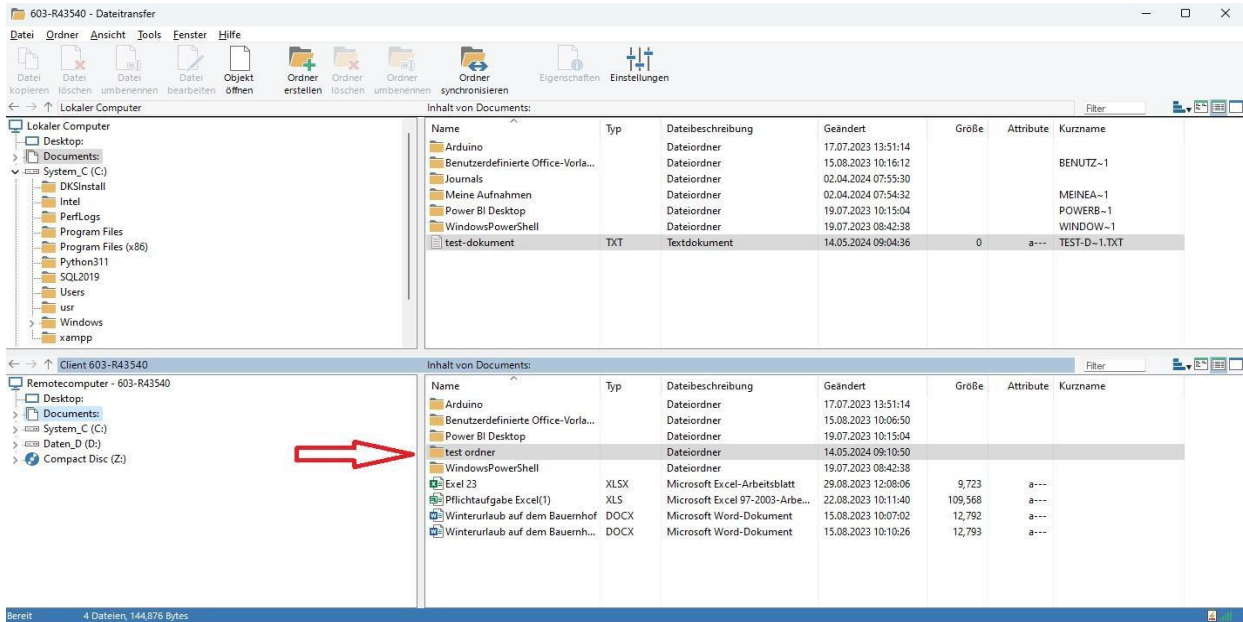 603-R43540 - Dateitransfer
Datei Ordner Ansicht Tools Fenster Hilfe
Datei kopieren
Datei löschen
Datei umbenennen
Datei bearbeiten
Objekt öffnen
Ordner erstellen
Ordner löschen
Ordner umbenennen
Ordner synchronisieren
Eigenschaften
Einstellungen
Lokaler Computer
Inhalt von Documents:
Filter
Lokaler Computer
Desktop:
Documents:
System_C (C:)
DKSInstall
Intel
PerfLogs
Program Files
Program Files (x86)
Python311
SQL2019
Users
usr
Windows
xampp
Name Typ Dateibeschreibung Geändert Größe Attribute Kurzname
Arduino Dateiordner 17.07.2023 13:51:14
Benutzerdefinierte Office-Vorla... Dateiordner 15.08.2023 10:16:12 BENUTZ~1
Journals Dateiordner 02.04.2024 07:55:30
Meine Aufnahmen Dateiordner 02.04.2024 07:54:32 MEINEA~1
Power BI Desktop Dateiordner 19.07.2023 10:15:04 POWERB~1
WindowsPowerShell Dateiordner 19.07.2023 08:42:38 WINDOW~1
test-dokument TXT Textdokument 14.05.2024 09:04:36 0 a--- TEST-D~1.TXT
Client 603-R43540
Inhalt von Documents:
Filter
Remotecomputer - 603-R43540
Desktop:
Documents:
System_C (C:)
Daten_D (D:)
Compact Disc (Z:)
Name Typ Dateibeschreibung Geändert Größe Attribute Kurzname
Arduino Dateiordner 17.07.2023 13:51:14
Benutzerdefinierte Office-Vorla... Dateiordner 15.08.2023 10:06:50
Power BI Desktop Dateiordner 19.07.2023 10:15:04
test ordner Dateiordner 14.05.2024 09:10:50
WindowsPowerShell Dateiordner 19.07.2023 08:42:38
Exel 23 XLSX Microsoft Excel-Arbeitsblatt 29.08.2023 12:08:06 9,723 a---
Pflichtaufgabe Excel(1) XLS Microsoft Excel 97-2003-Arbe... 22.08.2023 10:11:40 109,568 a---
Winterurlaub auf dem Bauernhof DOCX Microsoft Word-Dokument 15.08.2023 10:07:02 12,792 a---
Winterurlaub auf dem Bauernh... DOCX Microsoft Word-Dokument 15.08.2023 10:10:26 12,793 a---
Bereit 4 Dateien, 144,876 Bytes